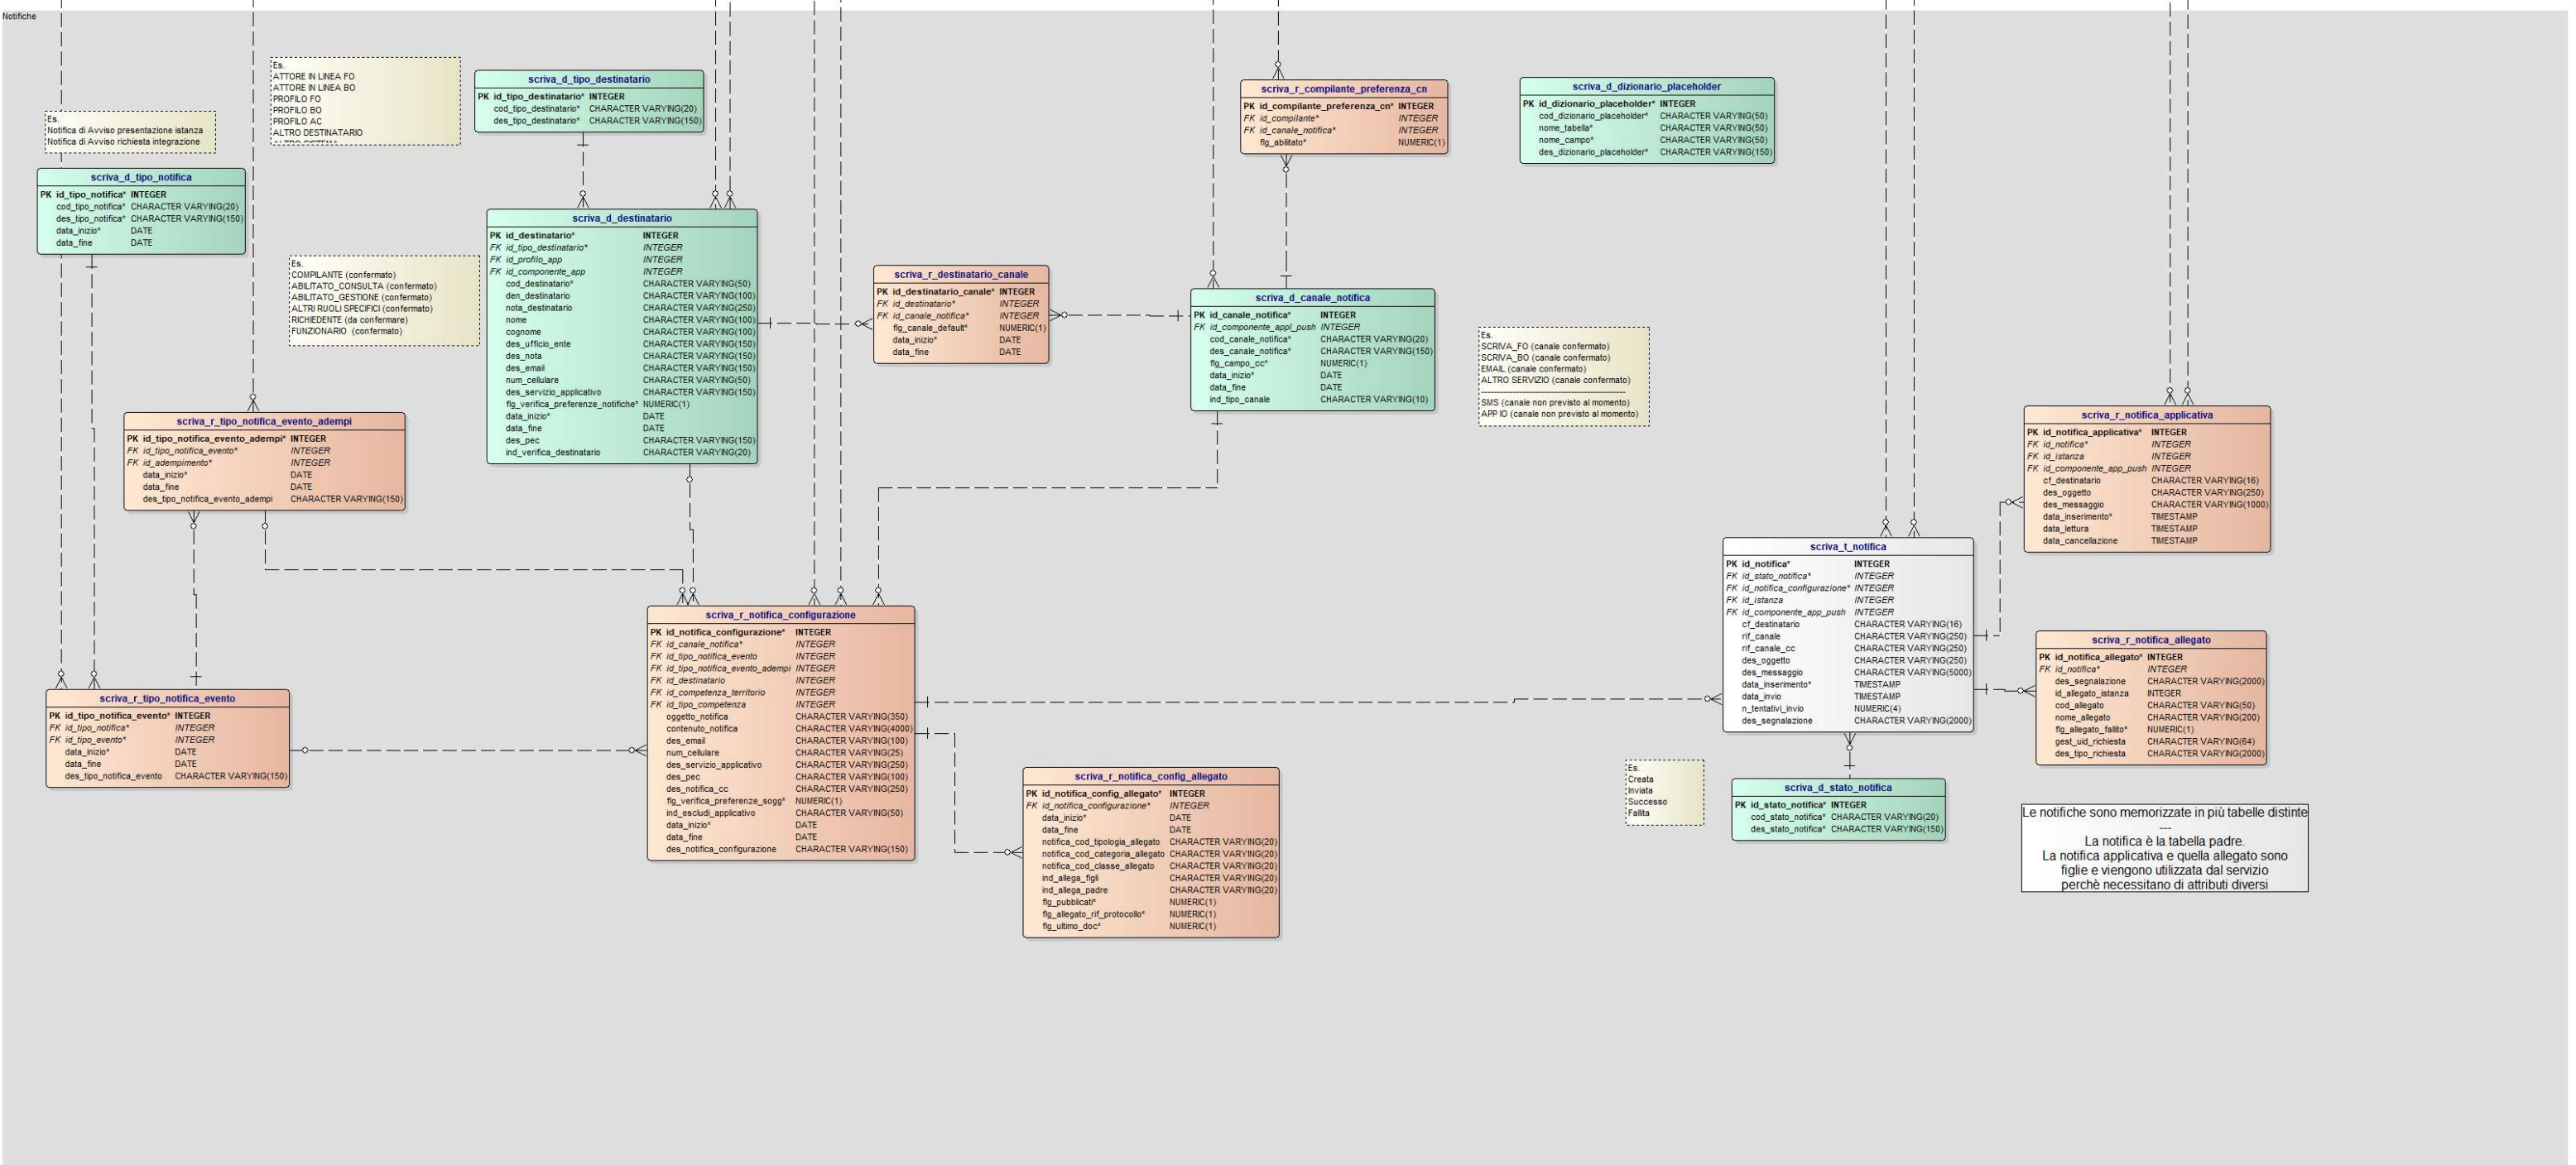 Notifiche
Es.
ATTORE IN LINEA FO
ATTORE IN LINEA BO
PROFILO FO
PROFILO BO
PROFILO AC
ALTRO DESTINATARIO
scriva_d_tipo_destinatario
PK id_tipo_destinatario* INTEGER
cod_tipo_destinatario* CHARACTER VARYING(20)
des_tipo_destinatario* CHARACTER VARYING(150)
scriva_r_compilante_preferenza_cn
PK id_compilante_preferenza_cn* INTEGER
FK id_compilante* INTEGER
FK id_canale_notifica* INTEGER
flg_abilitato* NUMERIC(1)
scriva_d_dizionario_placeholder
PK id_dizionario_placeholder* INTEGER
cod_dizionario_placeholder* CHARACTER VARYING(50)
nome_tabella* CHARACTER VARYING(50)
nome_campo* CHARACTER VARYING(50)
des_dizionario_placeholder* CHARACTER VARYING(150)
Es.
Notifica di Avviso presentazione istanza
Notifica di Avviso richiesta integrazione
scriva_d_tipo_notifica
PK id_tipo_notifica* INTEGER
cod_tipo_notifica* CHARACTER VARYING(20)
des_tipo_notifica* CHARACTER VARYING(150)
data_inizio* DATE
data_fine DATE
Es.
COMPILANTE (confermato)
ABILITATO_CONSULTA (confermato)
ABILITATO_GESTIONE (confermato)
ALTRI RUOLI SPECIFICI (confermato)
RICHIEDENTE (da confermare)
FUNZIONARIO (confermato)
scriva_d_destinatario
PK id_destinatario* INTEGER
FK id_tipo_destinatario* INTEGER
FK id_profilo_app INTEGER
FK id_componente_app INTEGER
cod_destinatario* CHARACTER VARYING(50)
den_destinatario CHARACTER VARYING(100)
nota_destinatario CHARACTER VARYING(250)
nome CHARACTER VARYING(100)
cognome CHARACTER VARYING(100)
des_ufficio_ente CHARACTER VARYING(150)
des_nota CHARACTER VARYING(150)
des_email CHARACTER VARYING(150)
num_cellulare CHARACTER VARYING(50)
des_servizio_applicativo CHARACTER VARYING(150)
flg_verifica_preferenze_notifiche* NUMERIC(1)
data_inizio* DATE
data_fine DATE
des_pec CHARACTER VARYING(150)
ind_verifica_destinatario CHARACTER VARYING(20)
scriva_r_destinatario_canale
PK id_destinatario_canale* INTEGER
FK id_destinatario* INTEGER
FK id_canale_notifica* INTEGER
flg_canale_default* NUMERIC(1)
data_inizio* DATE
data_fine DATE
scriva_d_canale_notifica
PK id_canale_notifica* INTEGER
FK id_componente_appl_push INTEGER
cod_canale_notifica* CHARACTER VARYING(20)
des_canale_notifica* CHARACTER VARYING(150)
flg_campo_cc* NUMERIC(1)
data_inizio* DATE
data_fine DATE
ind_tipo_canale CHARACTER VARYING(10)
Es.
SCRIVA_FO (canale confermato)
SCRIVA_BO (canale confermato)
EMAIL (canale confermato)
ALTRO SERVIZIO (canale confermato)
SMS (canale non previsto al momento)
APP IO (canale non previsto al momento)
scriva_r_tipo_notifica_evento_adempi
PK id_tipo_notifica_evento_adempi* INTEGER
FK id_tipo_notifica_evento* INTEGER
FK id_adempimento* INTEGER
data_inizio* DATE
data_fine DATE
des_tipo_notifica_evento_adempi CHARACTER VARYING(150)
scriva_r_notifica_applicativa
PK id_notifica_applicativa* INTEGER
FK id_notifica* INTEGER
FK id_istanza INTEGER
FK id_componente_app_push INTEGER
cf_destinatario CHARACTER VARYING(16)
des_oggetto CHARACTER VARYING(250)
des_messaggio CHARACTER VARYING(1000)
data_inserimento* TIMESTAMP
data_lettura TIMESTAMP
data_cancellazione TIMESTAMP
scriva_t_notifica
PK id_notifica* INTEGER
FK id_stato_notifica* INTEGER
FK id_notifica_configurazione* INTEGER
FK id_istanza INTEGER
FK id_componente_app_push INTEGER
cf_destinatario CHARACTER VARYING(16)
rif_canale CHARACTER VARYING(250)
rif_canale_cc CHARACTER VARYING(250)
des_oggetto CHARACTER VARYING(250)
des_messaggio CHARACTER VARYING(5000)
data_inserimento* TIMESTAMP
data_invio TIMESTAMP
n_tentativi_invio NUMERIC(4)
des_segnalazione CHARACTER VARYING(2000)
scriva_r_notifica_configurazione
PK id_notifica_configurazione* INTEGER
FK id_canale_notifica* INTEGER
FK id_tipo_notifica_evento INTEGER
FK id_tipo_notifica_evento_adempi INTEGER
FK id_destinatario INTEGER
FK id_competenza_territorio INTEGER
FK id_tipo_competenza INTEGER
oggetto_notifica CHARACTER VARYING(350)
contenuto_notifica CHARACTER VARYING(4000)
des_email CHARACTER VARYING(100)
num_cellulare CHARACTER VARYING(25)
des_servizio_applicativo CHARACTER VARYING(250)
des_pec CHARACTER VARYING(100)
des_notifica_cc CHARACTER VARYING(250)
flg_verifica_preferenze_sogg* NUMERIC(1)
ind_escludi_applicativo CHARACTER VARYING(50)
data_inizio* DATE
data_fine DATE
des_notifica_configurazione CHARACTER VARYING(150)
scriva_r_notifica_allegato
PK id_notifica_allegato* INTEGER
FK id_notifica* INTEGER
des_segnalazione CHARACTER VARYING(2000)
id_allegato_istanza INTEGER
cod_allegato CHARACTER VARYING(50)
nome_allegato CHARACTER VARYING(200)
flg_allegato_fallito* NUMERIC(1)
gest_uid_richiesta CHARACTER VARYING(64)
des_tipo_richiesta CHARACTER VARYING(2000)
scriva_r_tipo_notifica_evento
PK id_tipo_notifica_evento* INTEGER
FK id_tipo_notifica* INTEGER
FK id_tipo_evento* INTEGER
data_inizio* DATE
data_fine DATE
des_tipo_notifica_evento CHARACTER VARYING(150)
scriva_r_notifica_config_allegato
PK id_notifica_config_allegato* INTEGER
FK id_notifica_configurazione* INTEGER
data_inizio* DATE
data_fine DATE
notifica_cod_tipologia_allegato CHARACTER VARYING(20)
notifica_cod_categoria_allegato CHARACTER VARYING(20)
notifica_cod_classe_allegato CHARACTER VARYING(20)
ind_allega_figli CHARACTER VARYING(20)
ind_allega_padre CHARACTER VARYING(20)
flg_pubblicati* NUMERIC(1)
flg_allegato_rif_protocollo* NUMERIC(1)
flg_ultimo_doc* NUMERIC(1)
Es.
Creata
Inviata
Successo
Fallita
scriva_d_stato_notifica
PK id_stato_notifica* INTEGER
cod_stato_notifica* CHARACTER VARYING(20)
des_stato_notifica* CHARACTER VARYING(150)
Le notifiche sono memorizzate in più tabelle distinte
---
La notifica è la tabella padre.
La notifica applicativa e quella allegato sono
figlie e viengono utilizzata dal servizio
perchè necessitano di attributi diversi